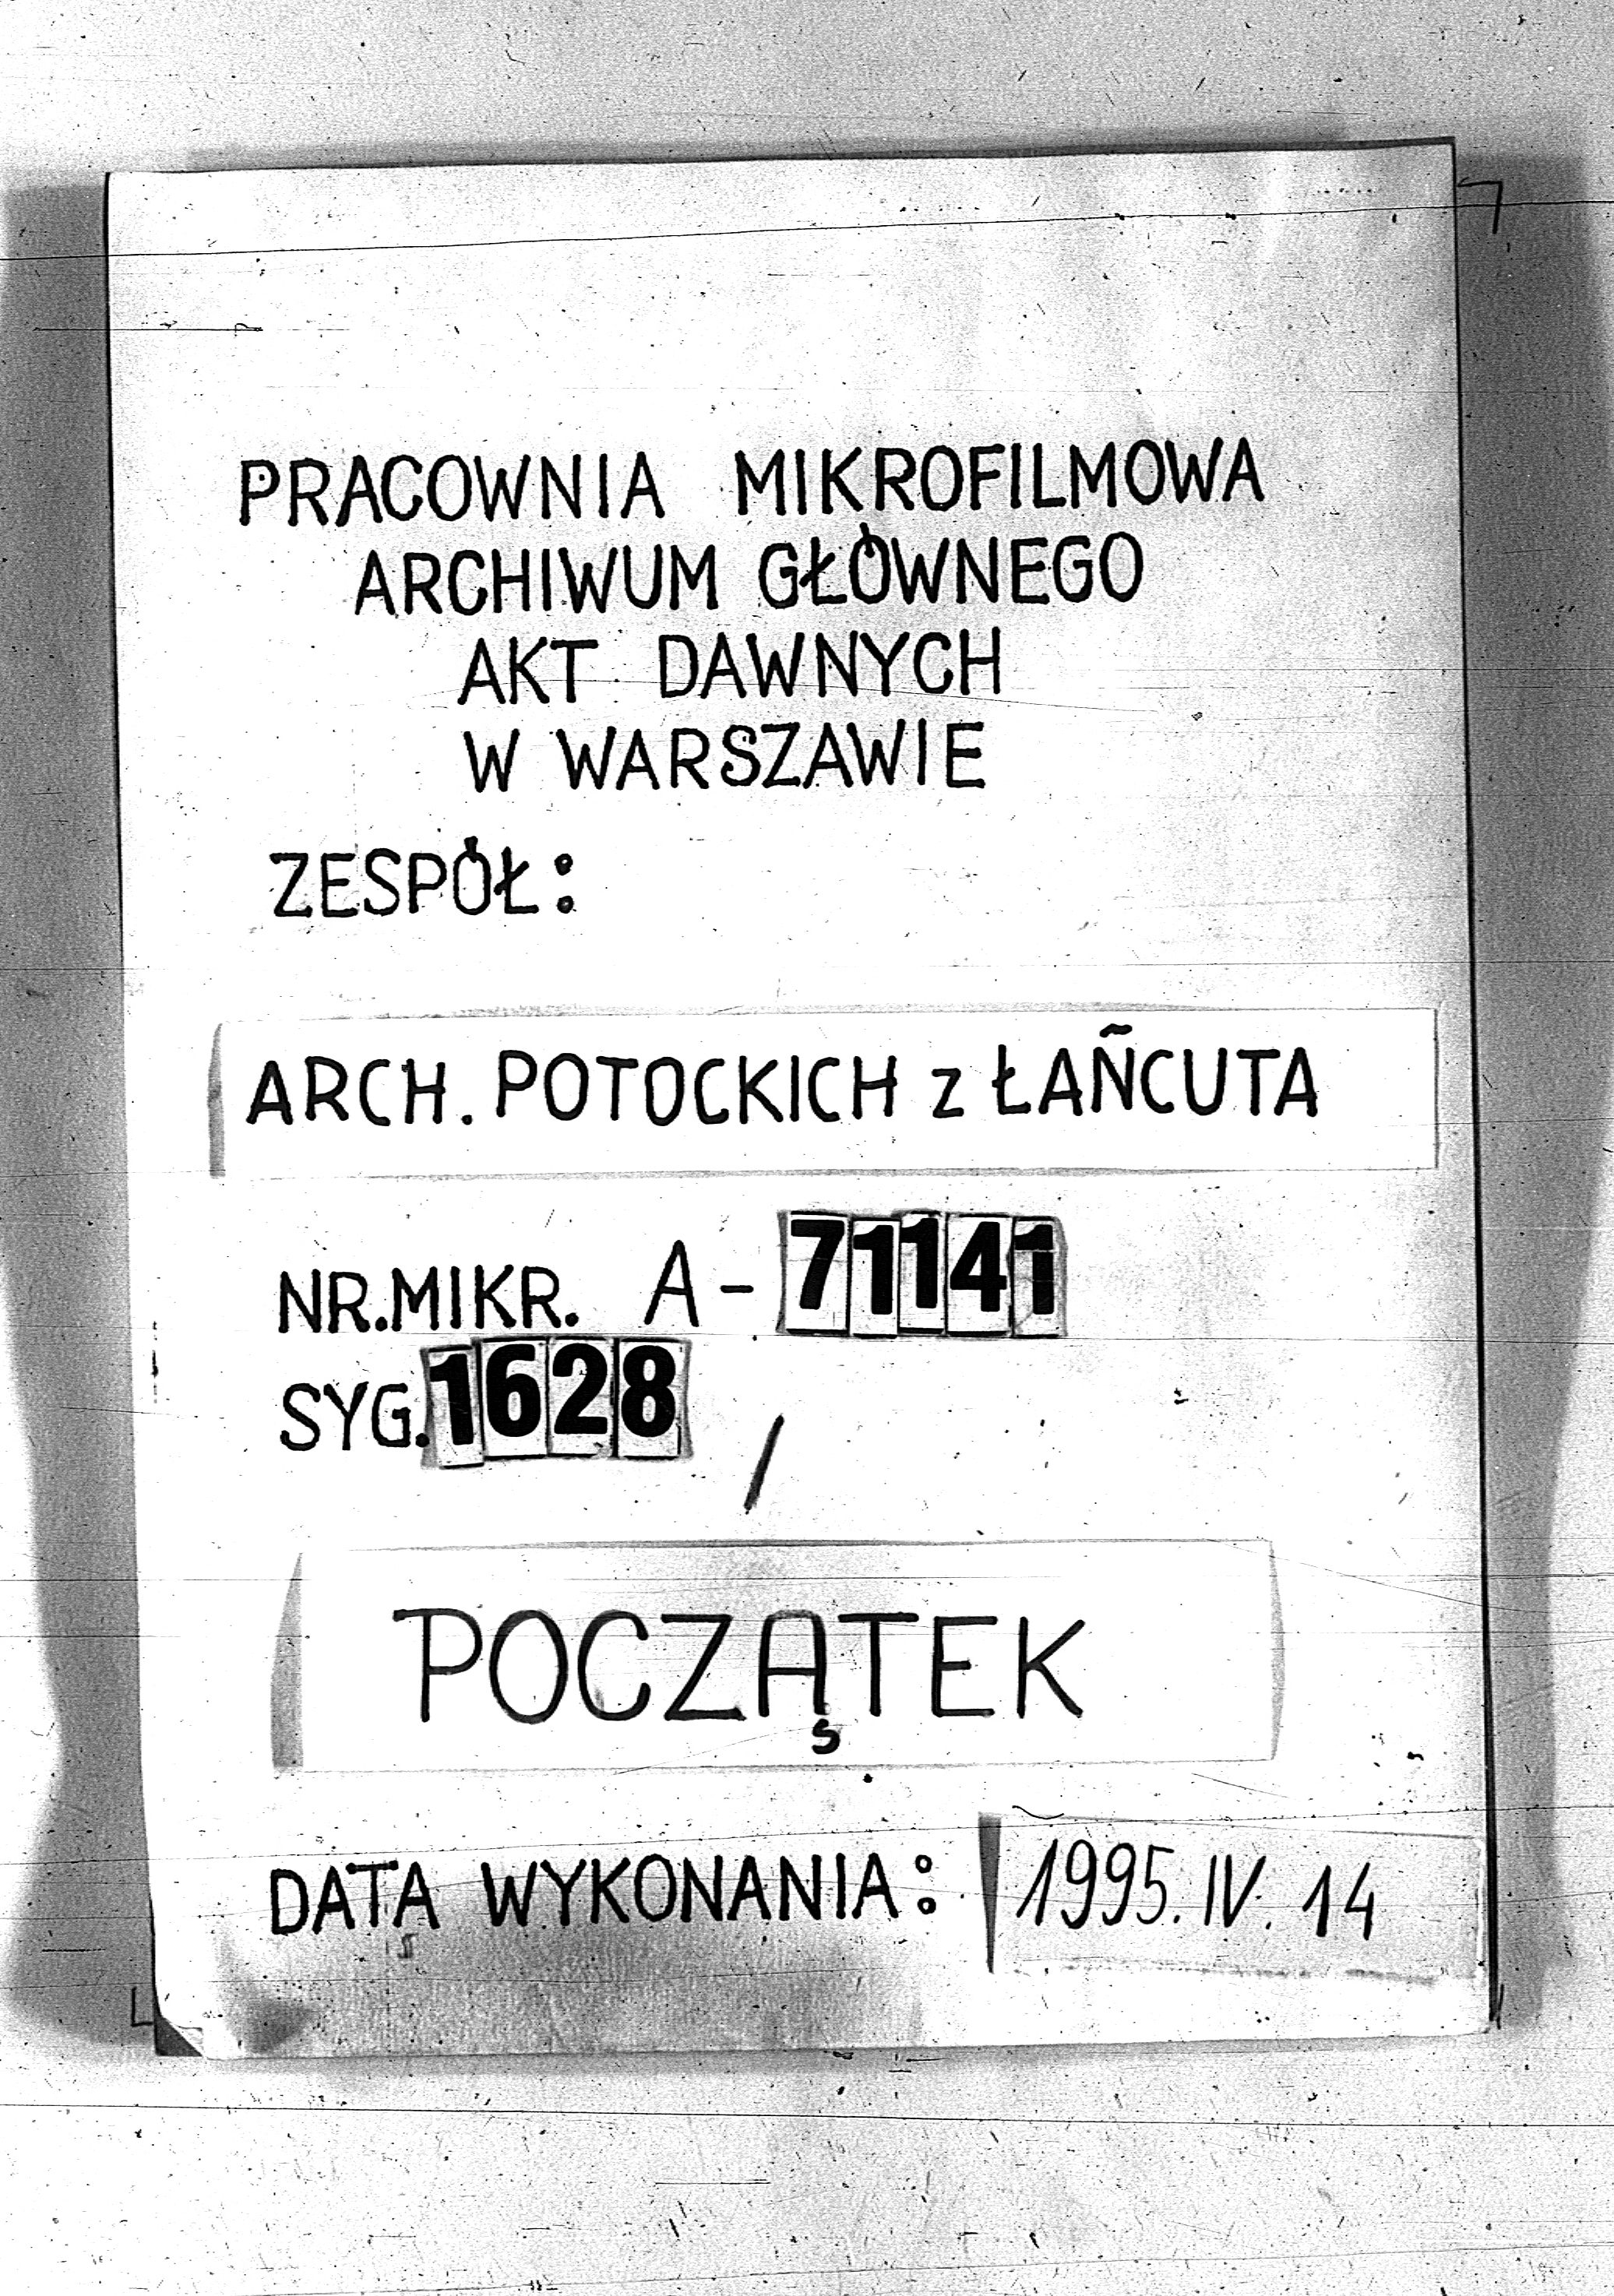 PRACOWNIA MIKROFILMOWA
ARCHIWUM GŁÓWNEGO
AKT DAWNYCH
W WARSZAWIE
ZESPÓŁ:
ARCH. POTOCKICH z ŁAŃCUTA
NR.MIKR. A-71141
SYG.1628 /
POCZĄTEK
DATA WYKONANIA: 1995.IV.14